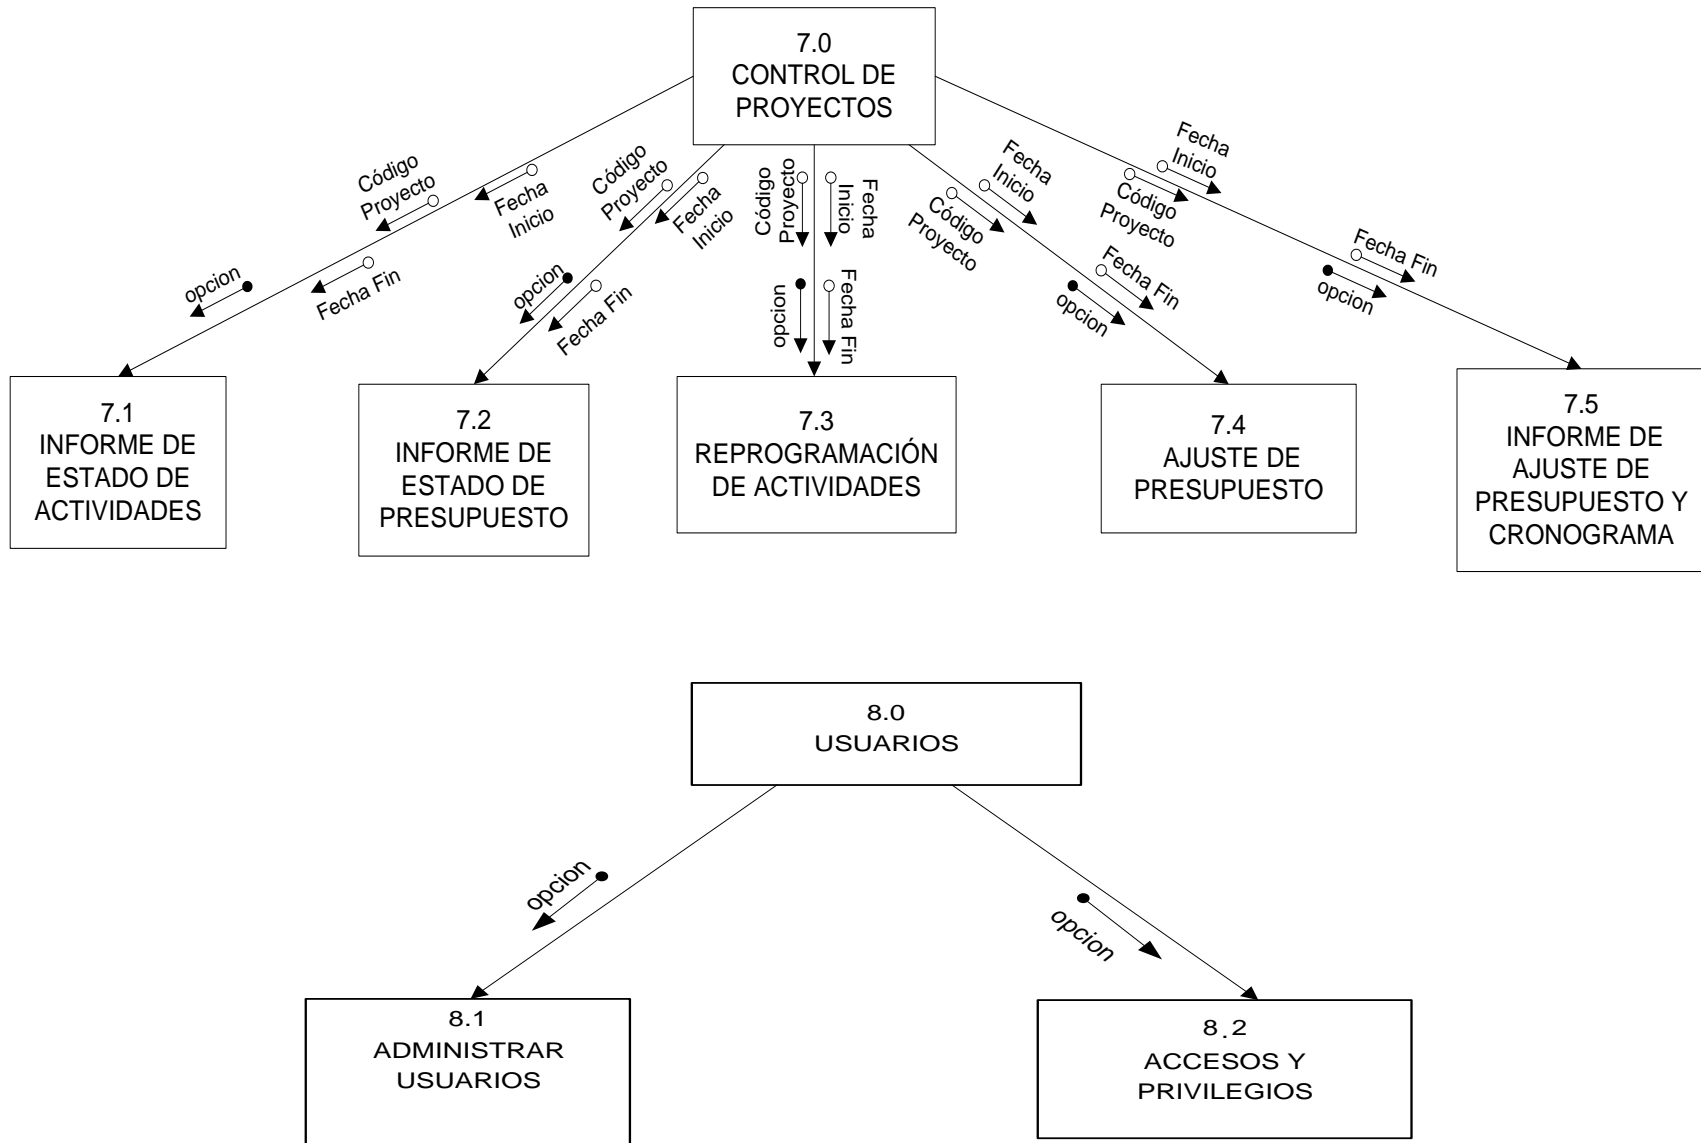 7.0
CONTROL DE
PROYECTOS
Código
Proyecto
Fecha
Inicio
opcion
Fecha Fin
Código
Proyecto
Fecha
Inicio
opcion
Fecha Fin
Código
Proyecto
Fecha
Inicio
opcion
Fecha Fin
Fecha
Inicio
Código
Proyecto
Fecha Fin
opcion
Fecha
Inicio
Código
Proyecto
Fecha Fin
opcion
7.1
INFORME DE
ESTADO DE
ACTIVIDADES
7.2
INFORME DE
ESTADO DE
PRESUPUESTO
7.3
REPROGRAMACIÓN
DE ACTIVIDADES
7.4
AJUSTE DE
PRESUPUESTO
7.5
INFORME DE
AJUSTE DE
PRESUPUESTO Y
CRONOGRAMA
8.0
USUARIOS
opcion
opcion
8.1
ADMINISTRAR
USUARIOS
8.2
ACCESOS Y
PRIVILEGIOS